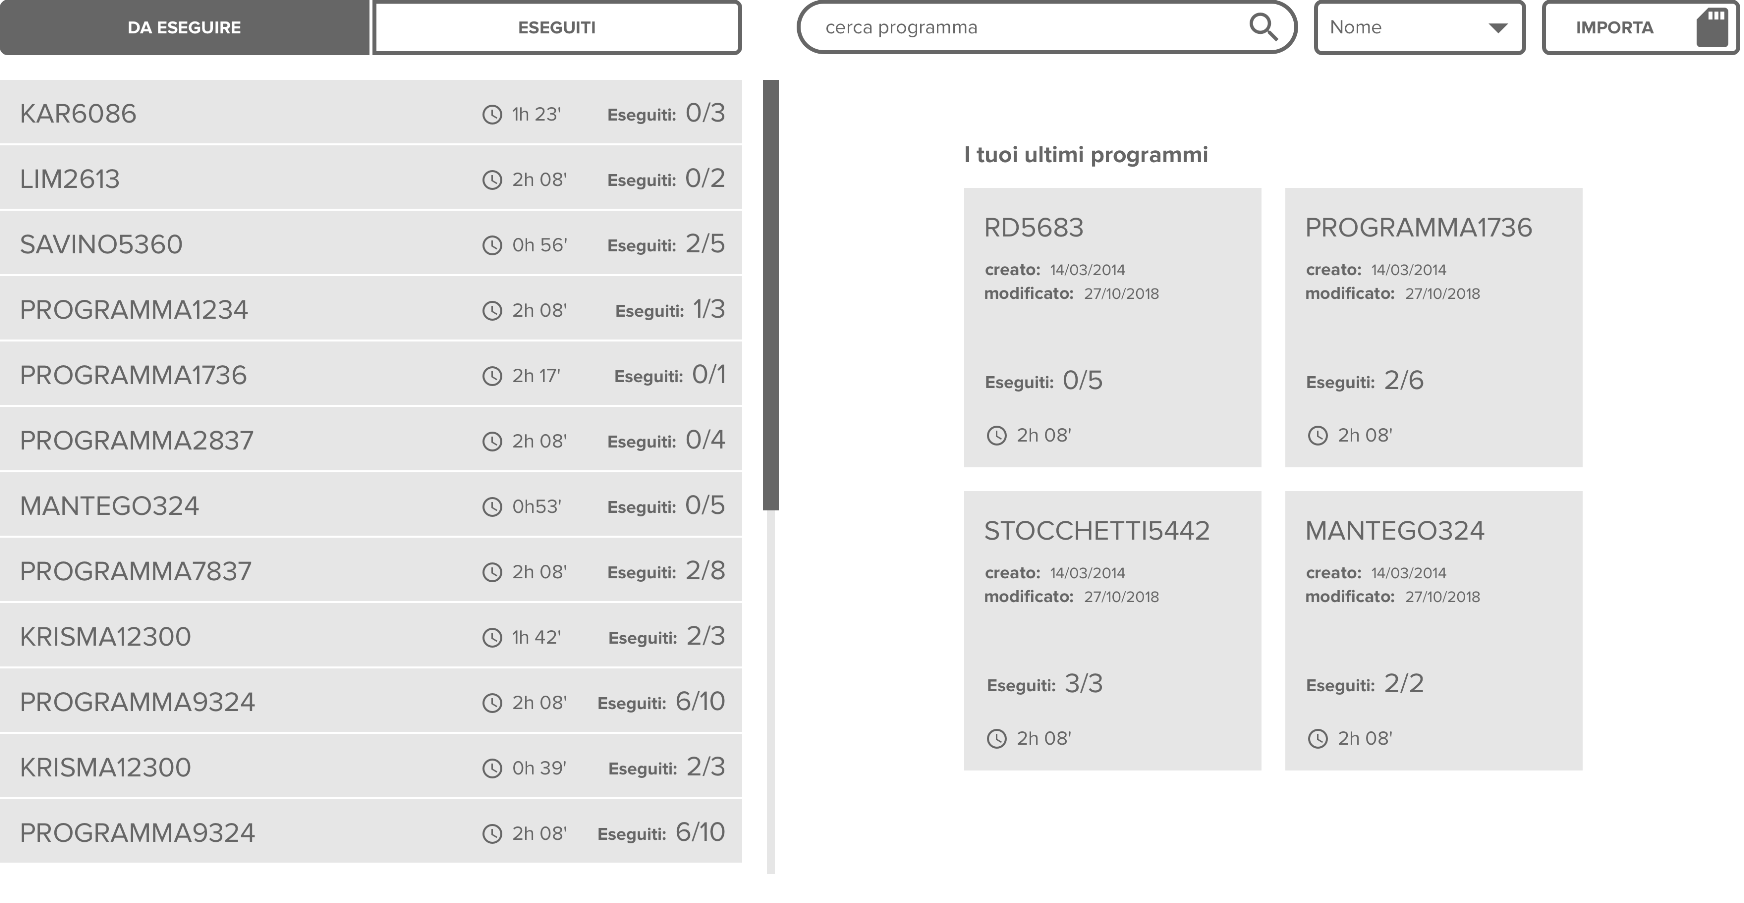 DA ESEGUIRE
ESEGUITI
cerca programma
Nome
IMPORTA
KAR6086 1h 23' Eseguiti: 0/3
LIM2613 2h 08' Eseguiti: 0/2
SAVINO5360 0h 56' Eseguiti: 2/5
PROGRAMMA1234 2h 08' Eseguiti: 1/3
PROGRAMMA1736 2h 17' Eseguiti: 0/1
PROGRAMMA2837 2h 08' Eseguiti: 0/4
MANTEGO324 0h53' Eseguiti: 0/5
PROGRAMMA7837 2h 08' Eseguiti: 2/8
KRISMA12300 1h 42' Eseguiti: 2/3
PROGRAMMA9324 2h 08' Eseguiti: 6/10
KRISMA12300 0h 39' Eseguiti: 2/3
PROGRAMMA9324 2h 08' Eseguiti: 6/10
I tuoi ultimi programmi
RD5683
creato: 14/03/2014
modificato: 27/10/2018
Eseguiti: 0/5
2h 08'
PROGRAMMA1736
creato: 14/03/2014
modificato: 27/10/2018
Eseguiti: 2/6
2h 08'
STOCCHETTI5442
creato: 14/03/2014
modificato: 27/10/2018
Eseguiti: 3/3
2h 08'
MANTEGO324
creato: 14/03/2014
modificato: 27/10/2018
Eseguiti: 2/2
2h 08'